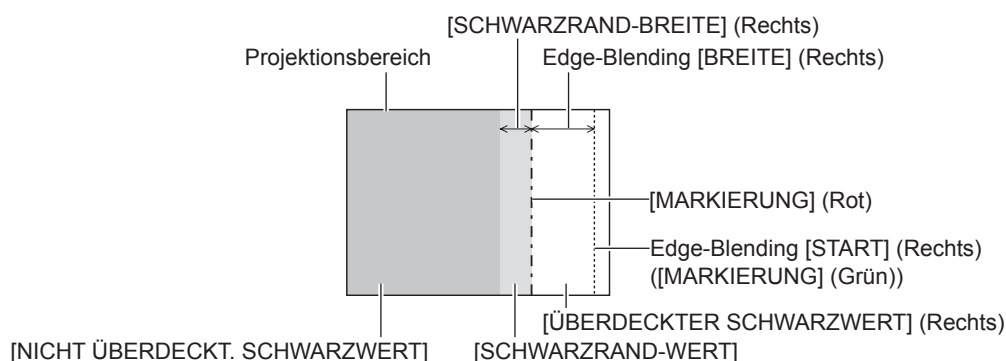 [SCHWARZRAND-BREITE] (Rechts)
Projektionsbereich
Edge-Blending [BREITE] (Rechts)
[MARKIERUNG] (Rot)
Edge-Blending [START] (Rechts)
([MARKIERUNG] (Grün))
[ÜBERDECKTER SCHWARZWERT] (Rechts)
[NICHT ÜBERDECKT. SCHWARZWERT]
[SCHWARZRAND-WERT]